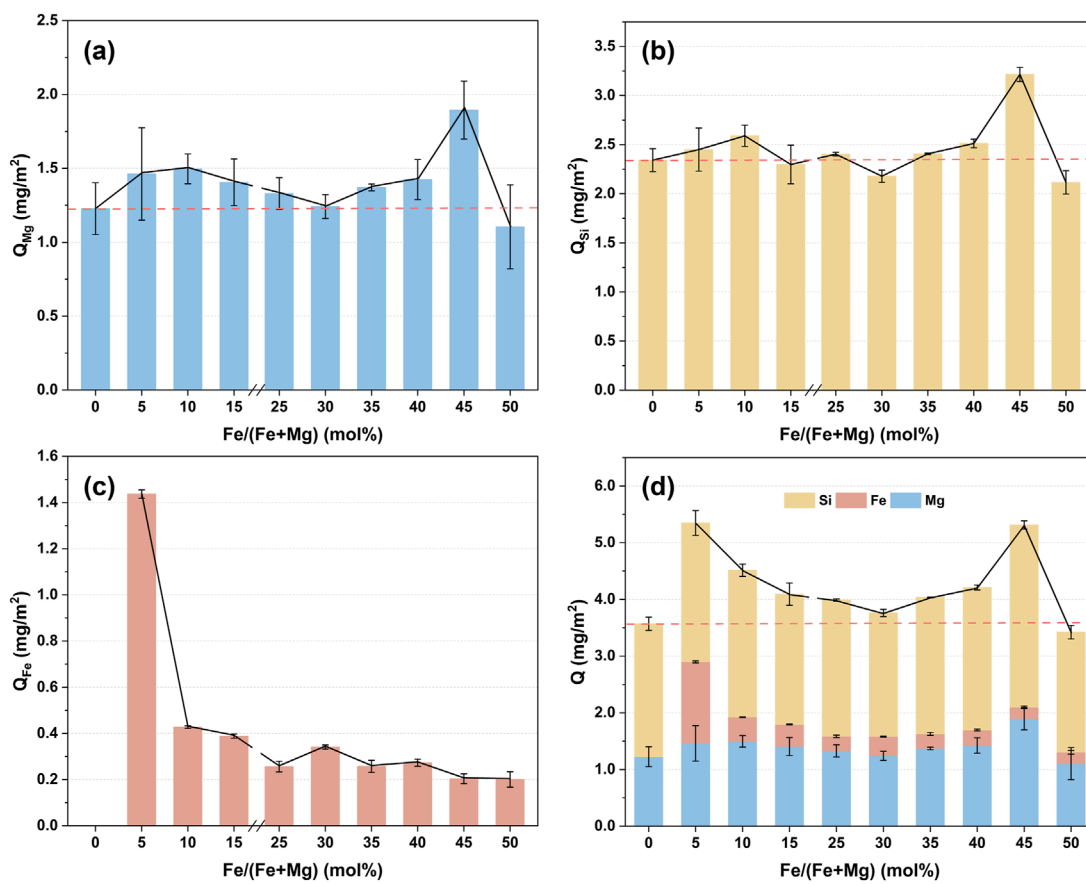 (a)
Q_Mg (mg/m²)
2.5
2.0
1.5
1.0
0.5
0.0
0 5 10 15 25 30 35 40 45 50
Fe/(Fe+Mg) (mol%)
(b)
Q_Si (mg/m²)
3.5
3.0
2.5
2.0
1.5
1.0
0.5
0.0
0 5 10 15 25 30 35 40 45 50
Fe/(Fe+Mg) (mol%)
(c)
Q_Fe (mg/m²)
1.6
1.4
1.2
1.0
0.8
0.6
0.4
0.2
0.0
0 5 10 15 25 30 35 40 45 50
Fe/(Fe+Mg) (mol%)
(d)
Si Fe Mg
Q (mg/m²)
6.0
5.0
4.0
3.0
2.0
1.0
0.0
0 5 10 15 25 30 35 40 45 50
Fe/(Fe+Mg) (mol%)